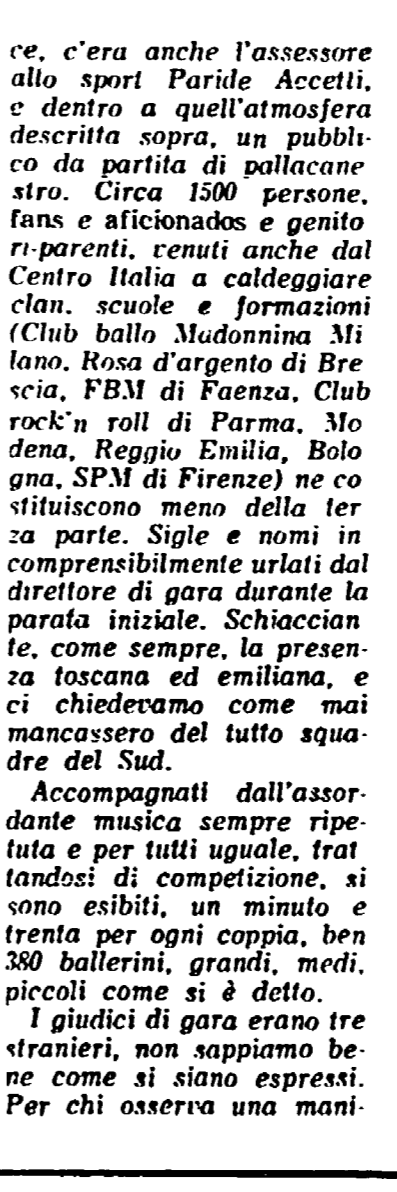 ce, c'era anche l'assessore
allo sport Paride Accetti,
e dentro a quell'atmosfera
descritta sopra, un pubbli-
co da partita di pallacane
stro. Circa 1500 persone,
fans e aficionados e genito
ri-parenti, venuti anche dal
Centro Italia a caldeggiare
clan, scuole e formazioni
(Club ballo Madonnina Mi
lano, Rosa d'argento di Bre
scia, FBM di Faenza, Club
rock'n roll di Parma, Mo
dena, Reggio Emilia, Bolo
gna, SPM di Firenze) ne co
stituiscono meno della ter
za parte. Sigle e nomi in
comprensibilmente urlati dal
direttore di gara durante la
parata iniziale. Schiaccian
te, come sempre, la presen-
za toscana ed emiliana, e
ci chiedevamo come mai
mancassero del tutto squa-
dre del Sud.
Accompagnati dall'assor-
dante musica sempre ripe-
tuta e per tutti uguale, trat
tandosi di competizione, si
sono esibiti, un minuto e
trenta per ogni coppia, ben
380 ballerini, grandi, medi,
piccoli come si è detto.
I giudici di gara erano tre
stranieri, non sappiamo be-
ne come si siano espressi.
Per chi osserva una mani-